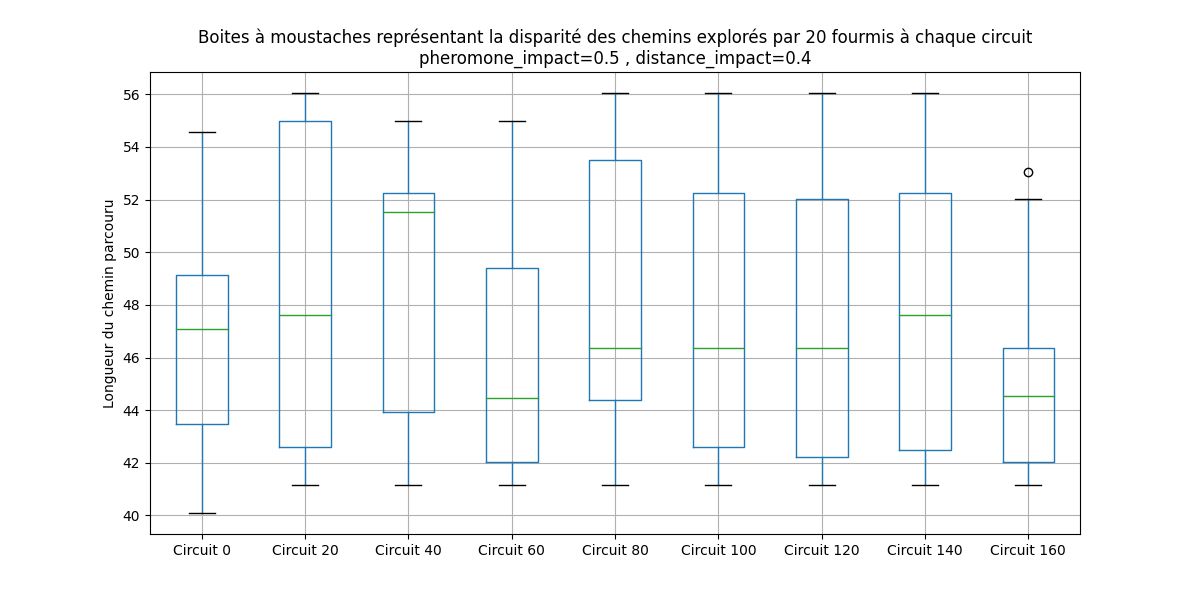 Boites à moustaches représentant la disparité des chemins explorés par 20 fourmis à chaque circuit
pheromone_impact=0.5 , distance_impact=0.4
Longueur du chemin parcouru
56
54
52
50
48
46
44
42
40
Circuit 0
Circuit 20
Circuit 40
Circuit 60
Circuit 80
Circuit 100
Circuit 120
Circuit 140
Circuit 160